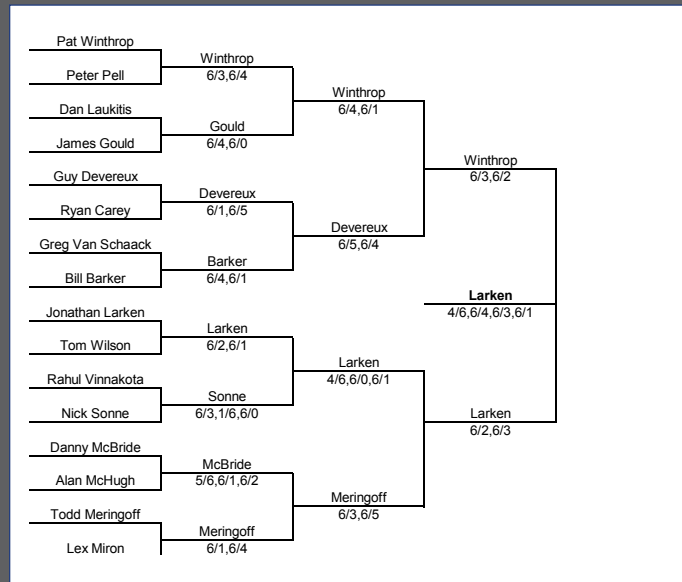 Pat Winthrop
Peter Pell
Dan Laukitis
James Gould
Guy Devereux
Ryan Carey
Greg Van Schaack
Bill Barker
Jonathan Larken
Tom Wilson
Rahul Vinnakota
Nick Sonne
Danny McBride
Alan McHugh
Todd Meringoff
Lex Miron
Winthrop
6/3,6/4
Gould
6/4,6/0
Devereux
6/1,6/5
Barker
6/4,6/1
Larken
6/2,6/1
Sonne
6/3,1/6,6/0
McBride
5/6,6/1,6/2
Meringoff
6/1,6/4
Winthrop
6/4,6/1
Devereux
6/5,6/4
Larken
4/6,6/0,6/1
Meringoff
6/3,6/5
Winthrop
6/3,6/2
Larken
6/2,6/3
Larken
4/6,6/4,6/3,6/1